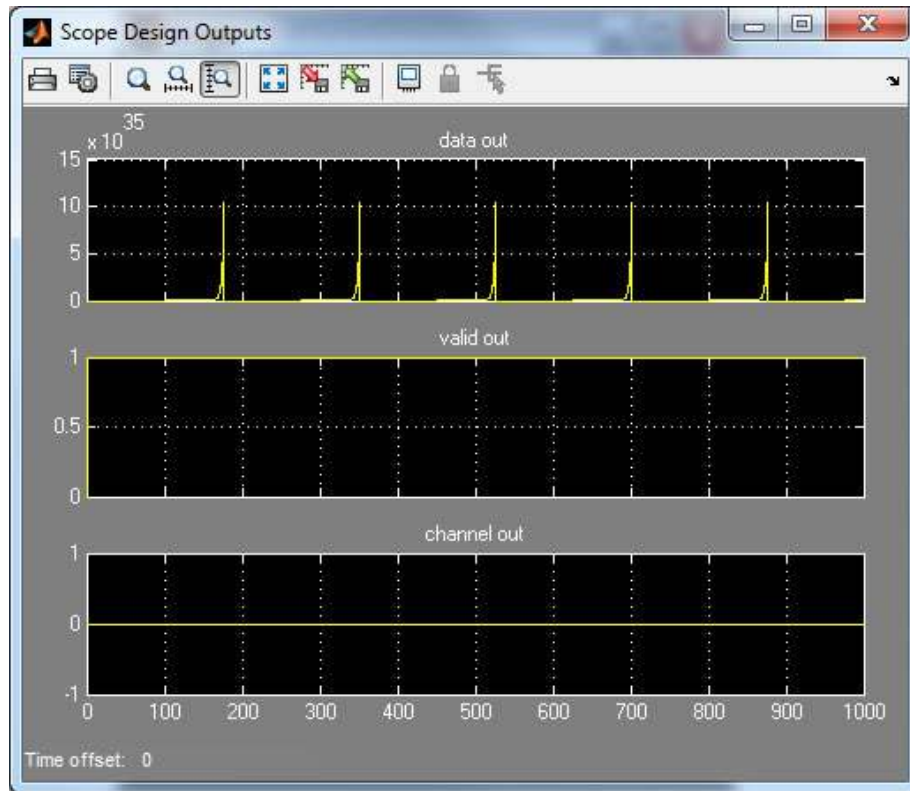 Scope Design Outputs
x 10 35
data out
15
10
5
0
valid out
1
0.5
0
channel out
1
0
-1
0 100 200 300 400 500 600 700 800 900 1000
Time offset: 0